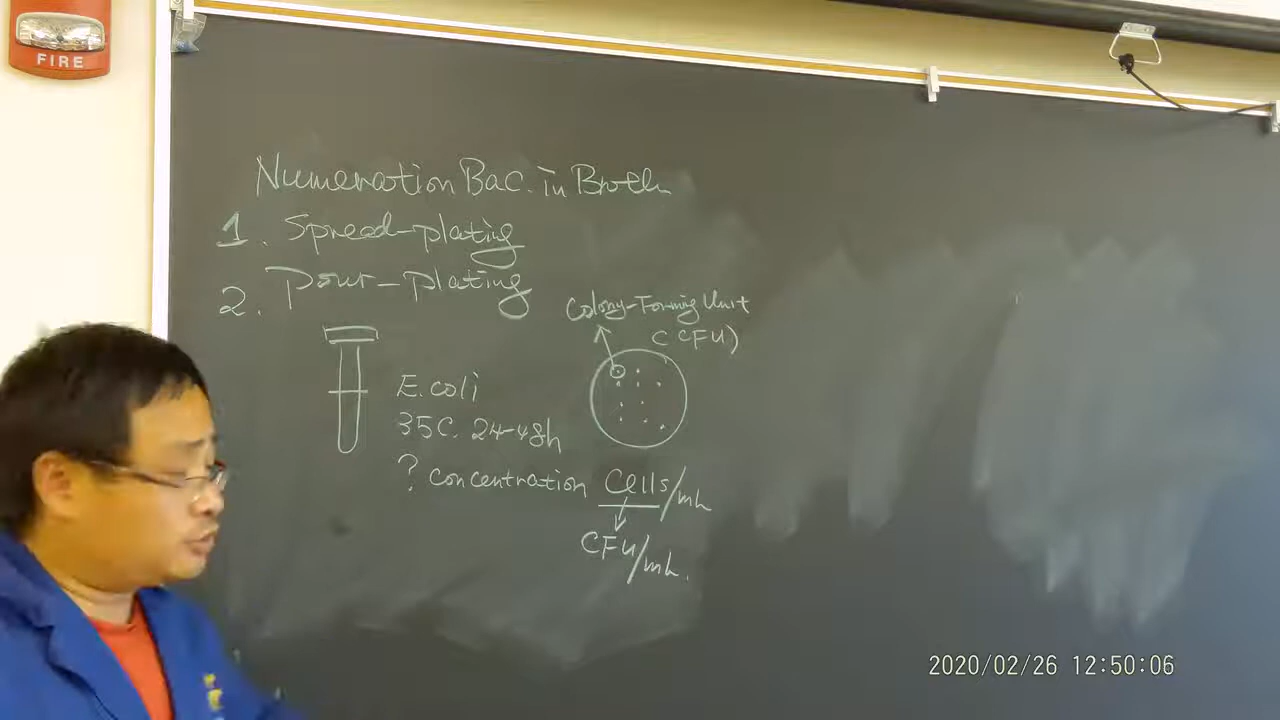 FIRE
Numeration Bac. in Broth
1. Spread-plating
2. Pour-plating
Colony-Forming Unit
(CFU)
E.coli
35C. 24-48h
? concentration Cells/mL
CFU/mL.
2020/02/26 12:50:06